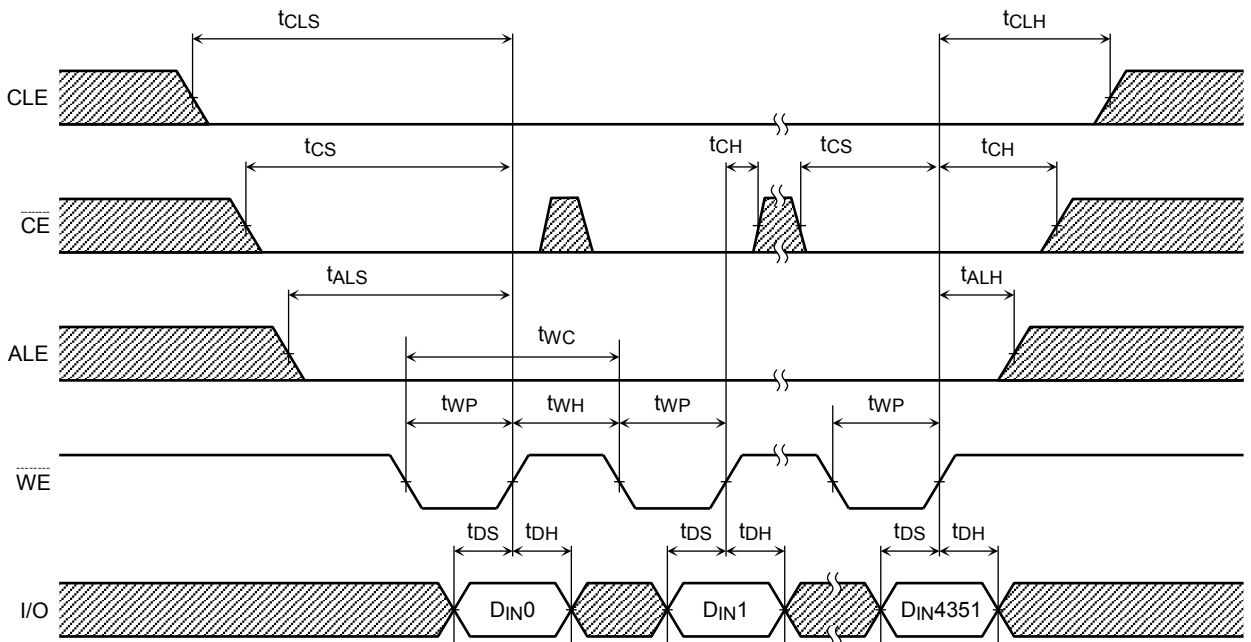 tCLS
tCLH
CLE
tCS
tCH
tCS
tCH
CE
tALS
tALH
ALE
tWC
tWP
tWH
tWP
tWP
WE
tDS
tDH
tDS
tDH
tDS
tDH
I/O
DIN0
DIN1
DIN4351